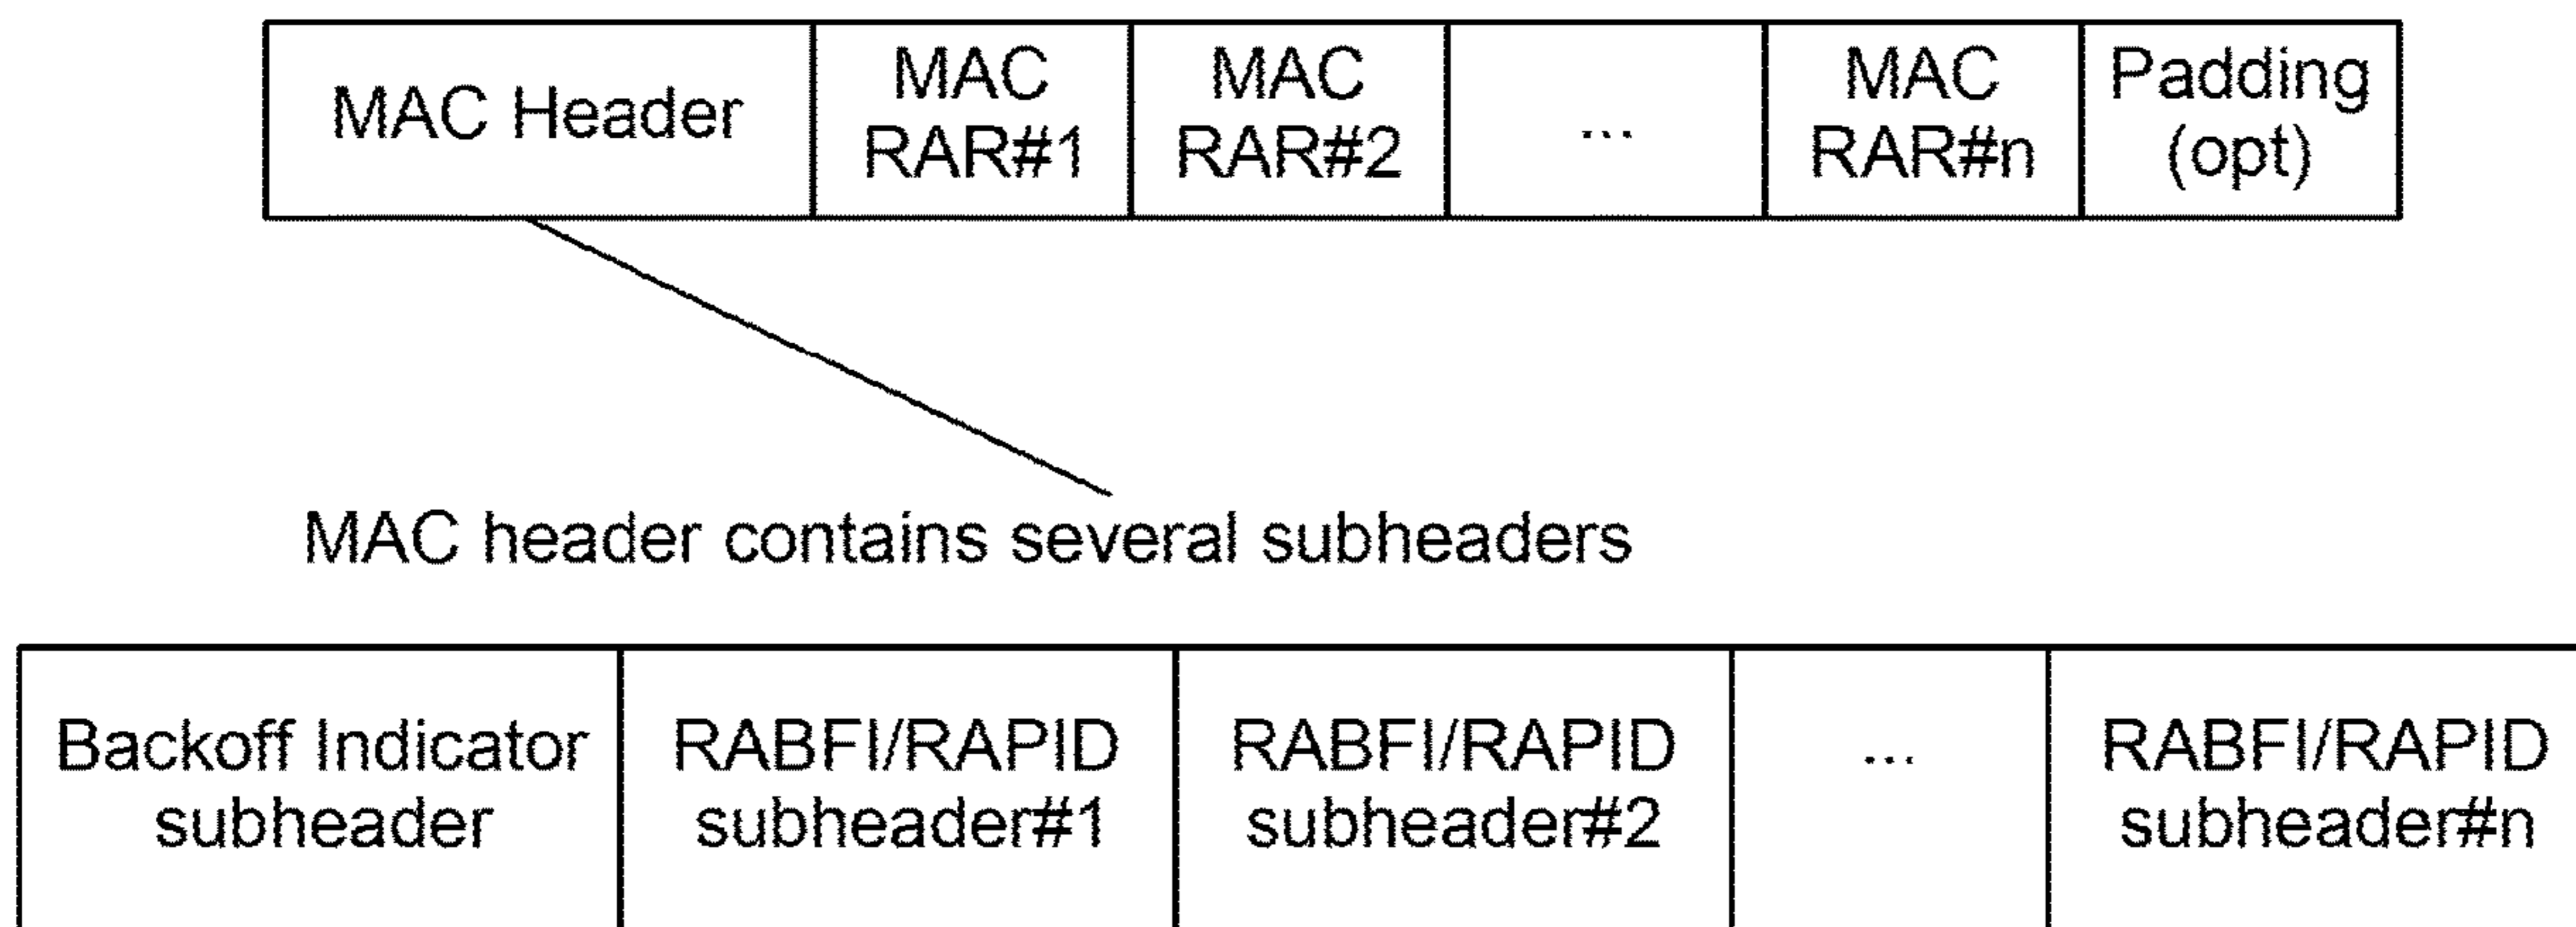 MAC Header
MAC
RAR#1
MAC
RAR#2
...
MAC
RAR#n
Padding
(opt)
MAC header contains several subheaders
Backoff Indicator
subheader
RABFI/RAPID
subheader#1
RABFI/RAPID
subheader#2
...
RABFI/RAPID
subheader#n